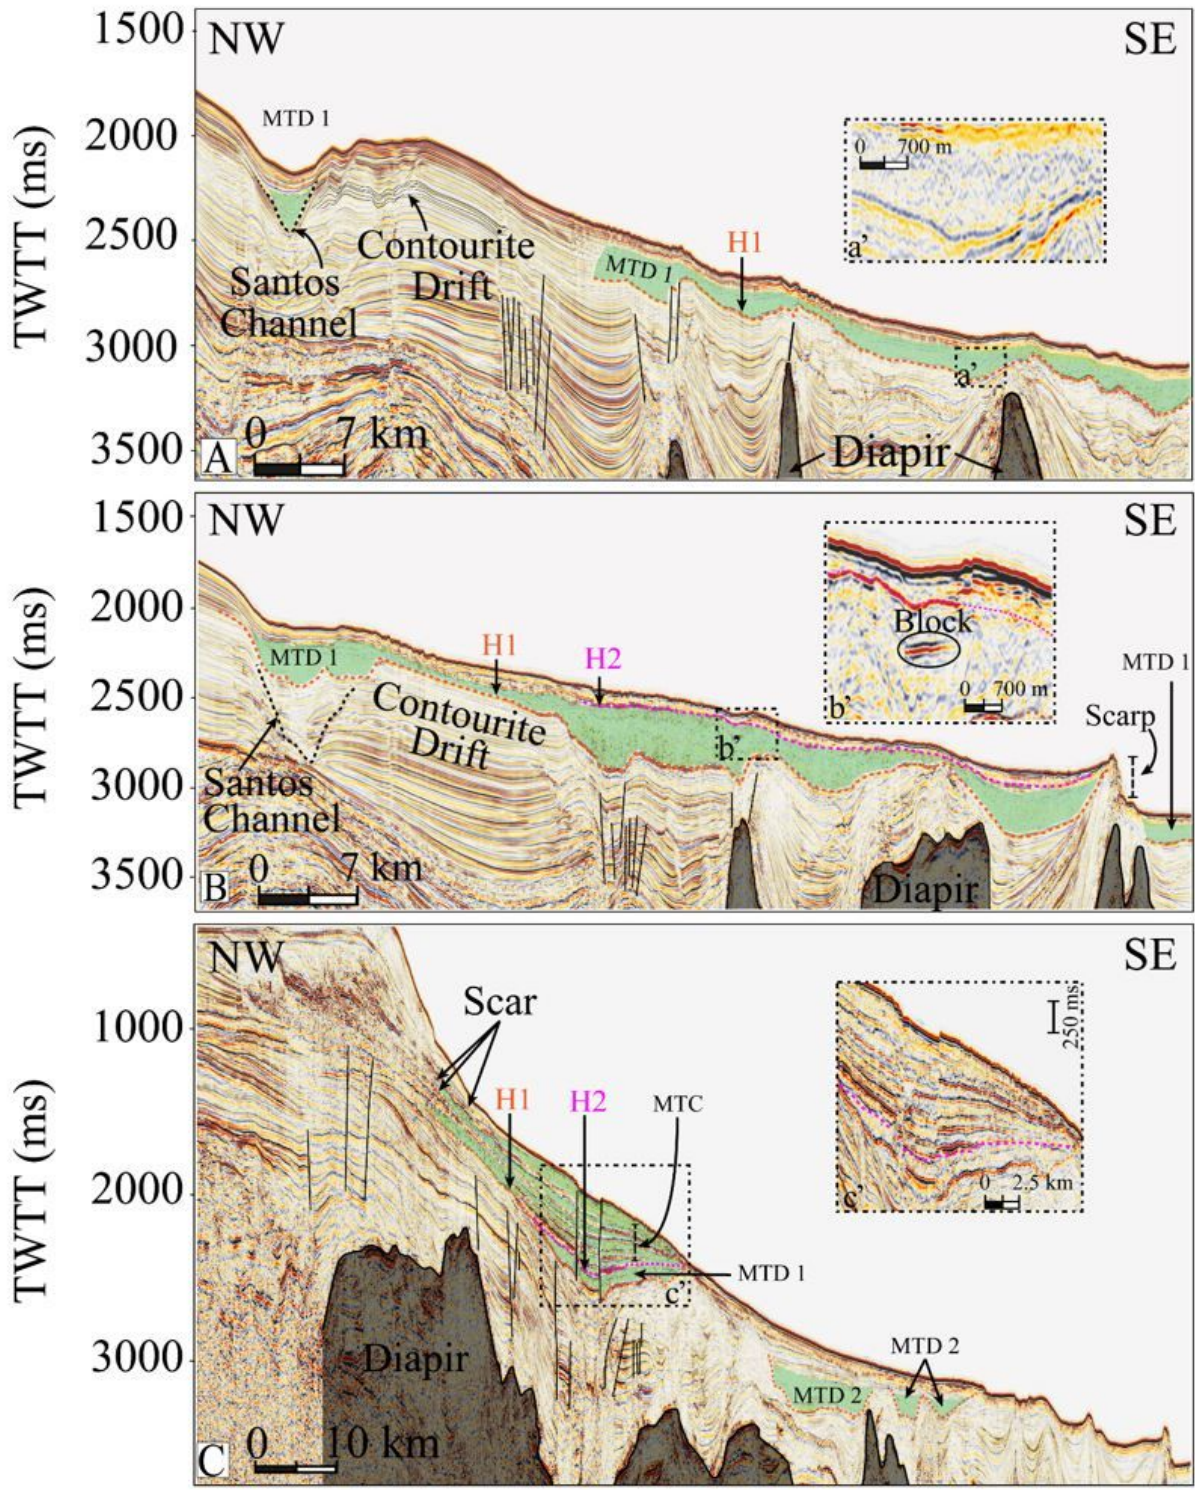 TWTT (ms)
1500
2000
2500
3000
3500
NW
SE
MTD 1
Santos
Channel
Contourite
Drift
MTD 1
H1
a'
0 700 m
a'
Diapir
A
0 7 km
TWTT (ms)
1500
2000
2500
3000
3500
NW
SE
MTD 1
H1
H2
Contourite
Drift
Santos
Channel
b'
Block
0 700 m
b'
MTD 1
Scarp
Diapir
B
0 7 km
TWTT (ms)
1000
2000
3000
NW
SE
Scar
H1
H2
MTC
MTD 1
c'
250 ms
0 2.5 km
c'
Diapir
MTD 2
MTD 2
C
0 10 km